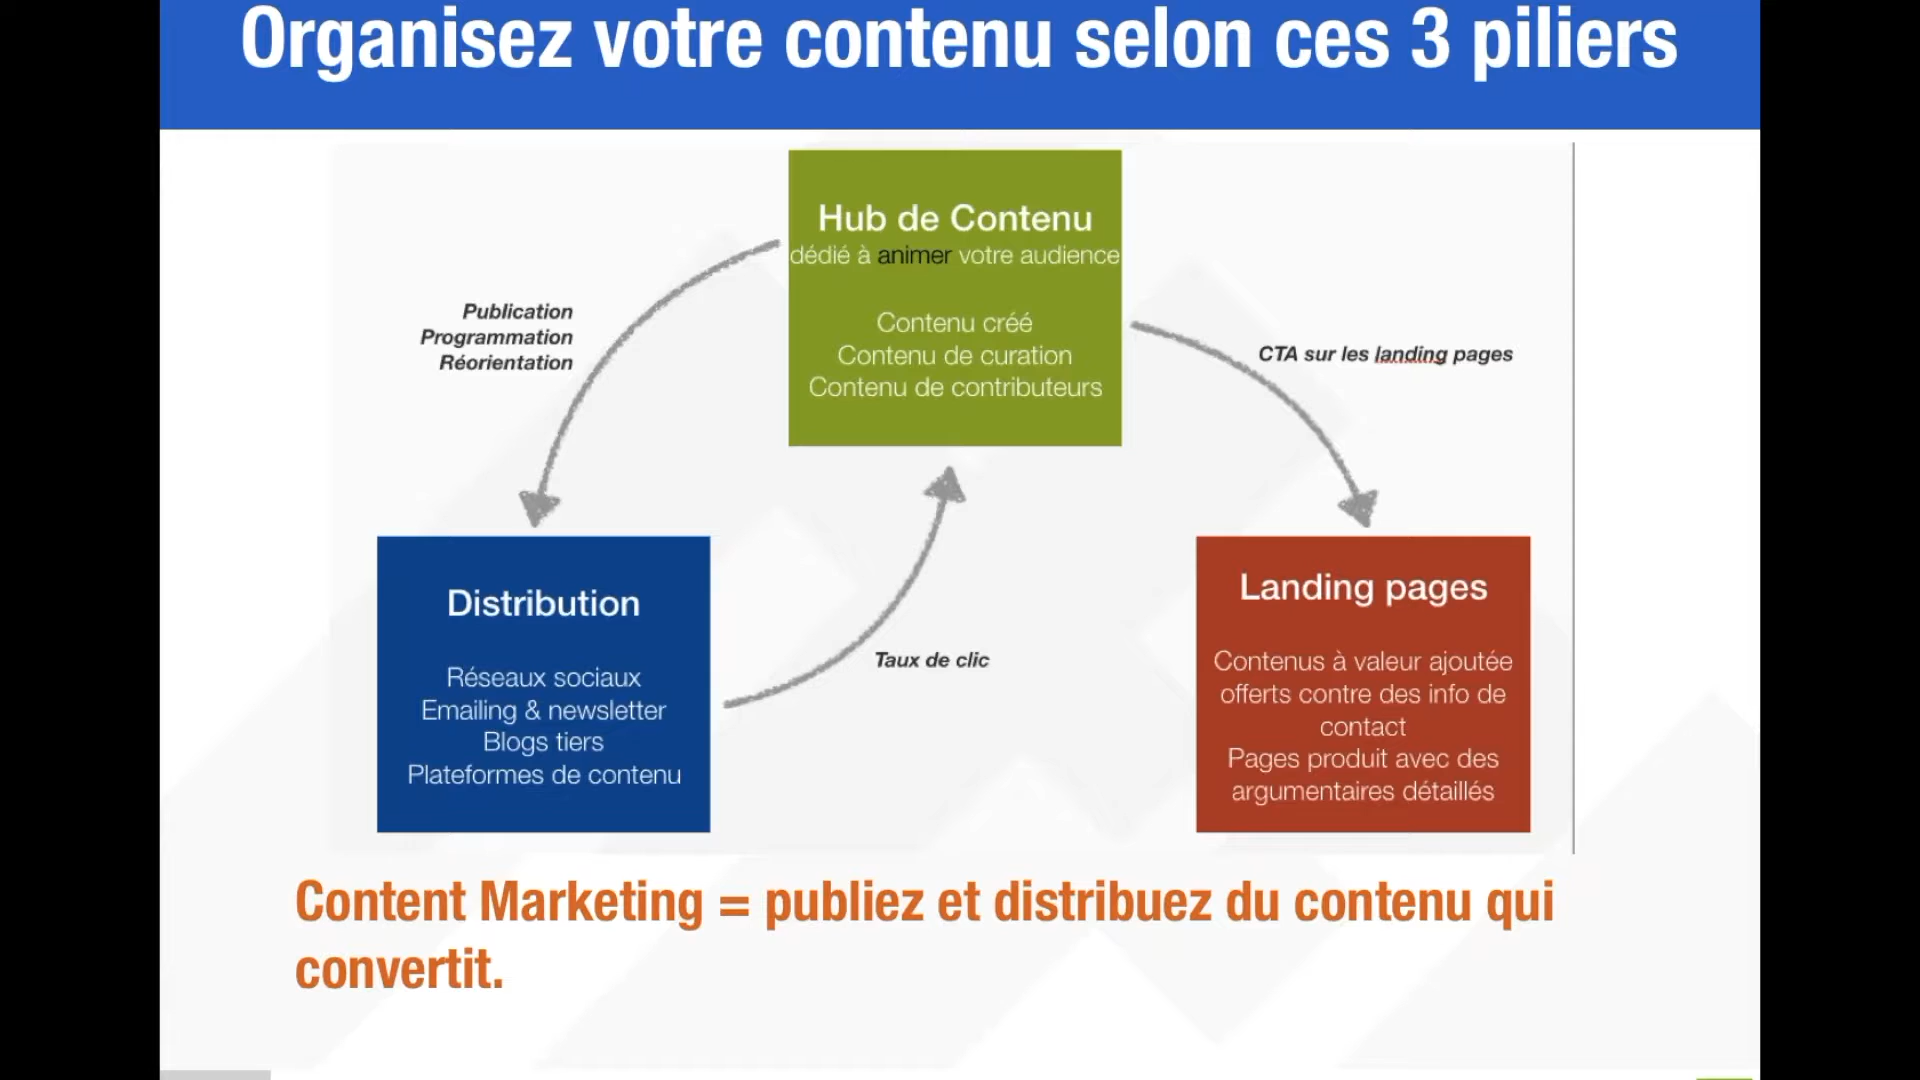 Organisez votre contenu selon ces 3 piliers
Hub de Contenu
dédié à animer votre audience
Contenu créé
Contenu de curation
Contenu de contributeurs
Publication
Programmation
Réorientation
CTA sur les landing pages
Distribution
Réseaux sociaux
Emailing & newsletter
Blogs tiers
Plateformes de contenu
Taux de clic
Landing pages
Contenus à valeur ajoutée
offerts contre des info de
contact
Pages produit avec des
argumentaires détaillés
Content Marketing = publiez et distribuez du contenu qui
convertit.